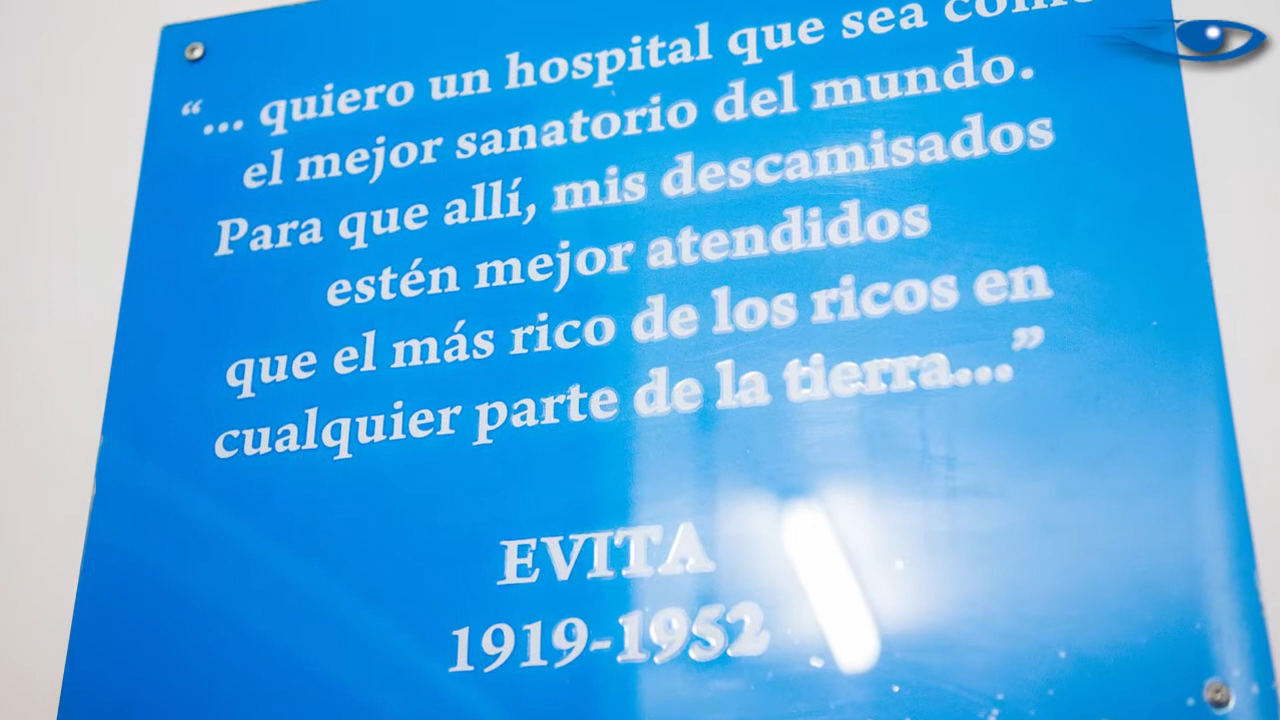 “... quiero un hospital que sea como
el mejor sanatorio del mundo.
Para que allí, mis descamisados
estén mejor atendidos
que el más rico de los ricos en
cualquier parte de la tierra...”
EVITA
1919-1952